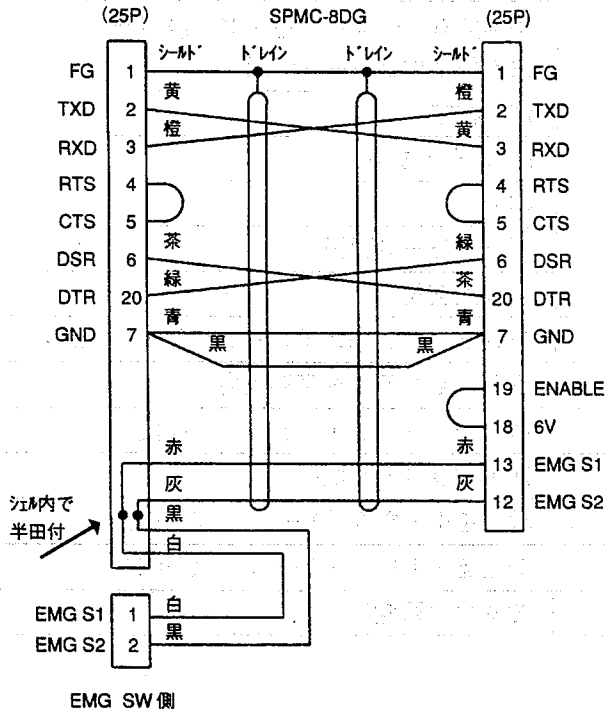 (25P) SPMC-8DG (25P)
シールド ドレイン ドレイン シールド
FG 1 1 FG
黄 橙
TXD 2 2 TXD
橙 黄
RXD 3 3 RXD
RTS 4 4 RTS
CTS 5 5 CTS
茶 緑
DSR 6 6 DSR
緑 茶
DTR 20 20 DTR
青 青
GND 7 7 GND
黒 黒
19 ENABLE
18 6V
赤 赤
13 EMG S1
灰 灰
12 EMG S2
シェル内で
半田付
黒
白
EMG S1 1 白
EMG S2 2 黒
EMG SW側